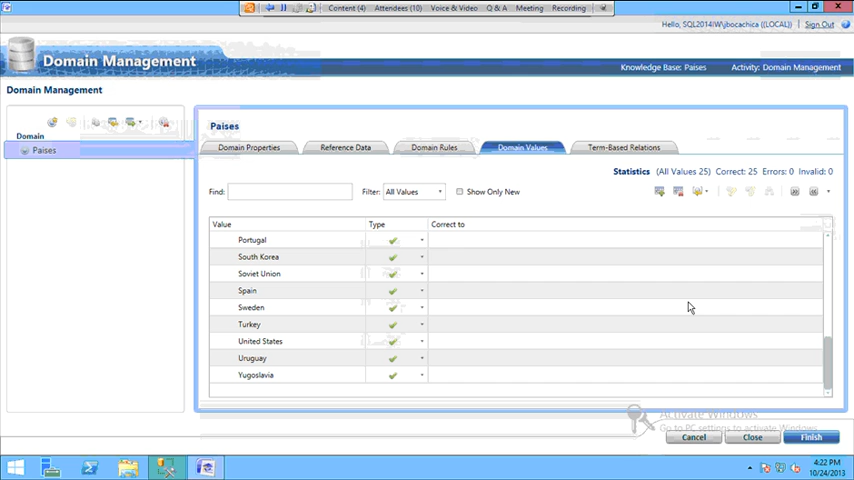 Content (4) Attendees (10) Voice & Video Q & A Meeting Recording
Hello, SQL2014W\jbocachica ((LOCAL)) Sign Out
Domain Management
Knowledge Base: Paises Activity: Domain Management
Domain Management
Domain
Paises
Paises
Domain Properties Reference Data Domain Rules Domain Values Term-Based Relations
Statistics (All Values 25) Correct: 25 Errors: 0 Invalid: 0
Find: Filter: All Values Show Only New
Value Type Correct to
Portugal
South Korea
Soviet Union
Spain
Sweden
Turkey
United States
Uruguay
Yugoslavia
Activate Windows
Go to PC settings to activate Windows.
Cancel Close Finish
4:22 PM
10/24/2013